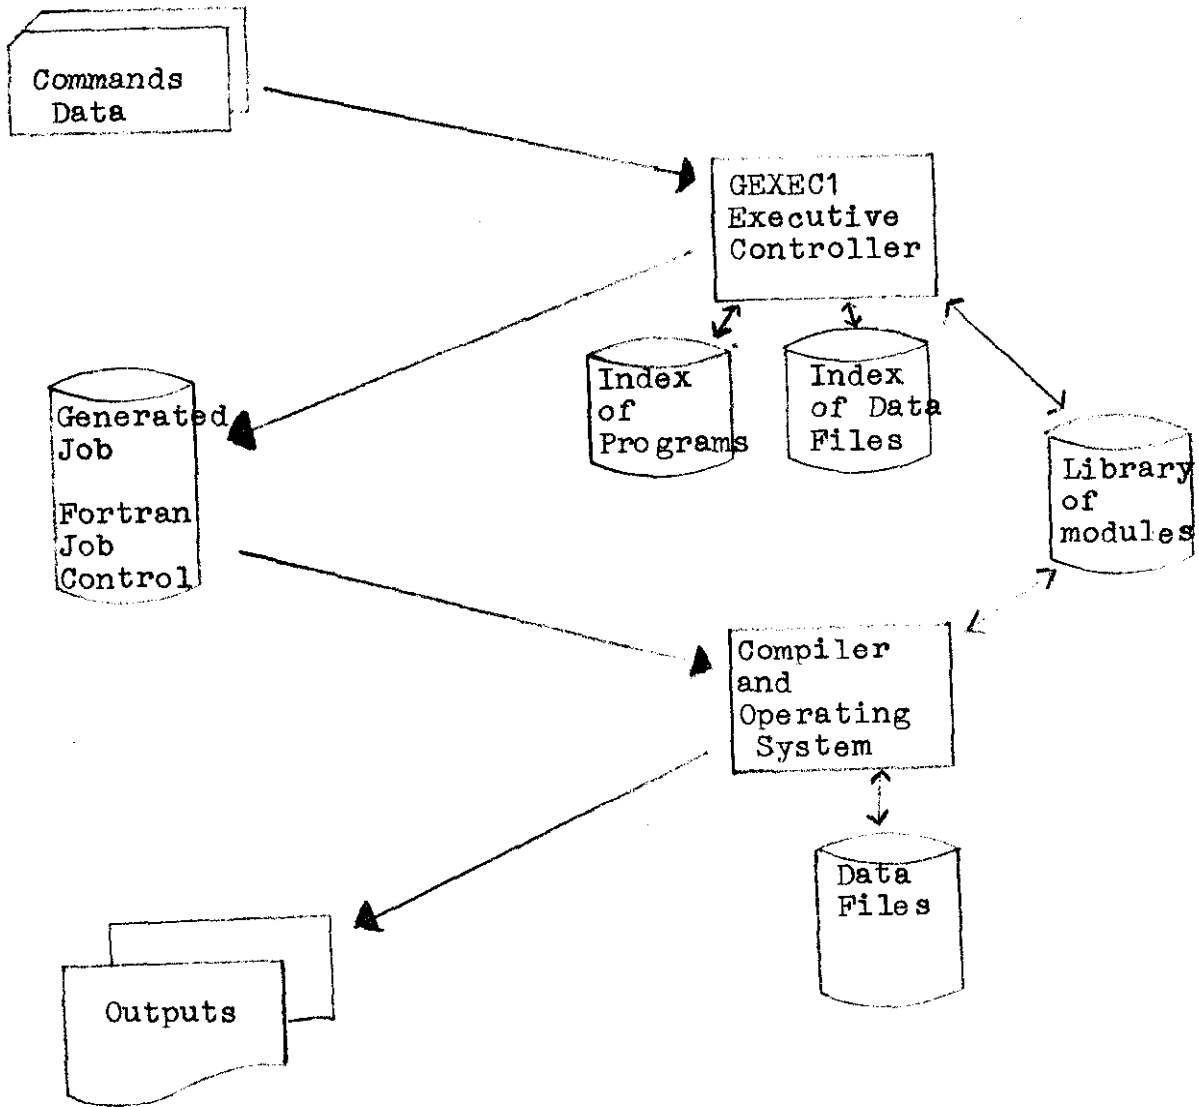 Commands
Data
GEXEC1
Executive
Controller
Index
of
Programs
Index
of Data
Files
Generated
Job
Fortran
Job
Control
Library
of
modules
Compiler
and
Operating
System
Data
Files
Outputs